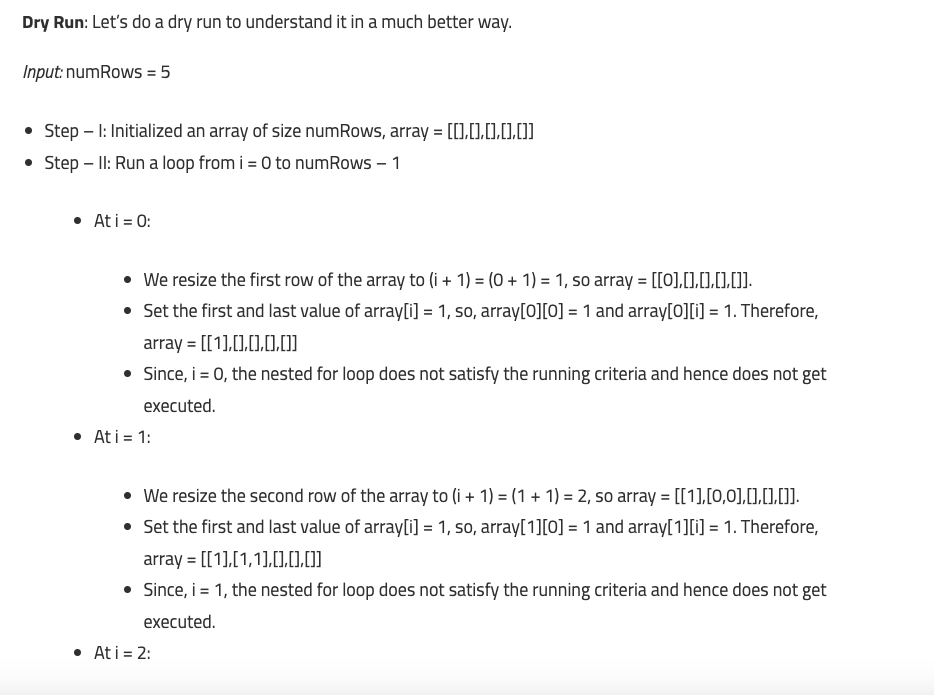 Dry Run: Let’s do a dry run to understand it in a much better way.
Input: numRows = 5
• Step – I: Initialized an array of size numRows, array = [[],[],[],[],[]]
• Step – II: Run a loop from i = 0 to numRows – 1
• At i = 0:
• We resize the first row of the array to (i + 1) = (0 + 1) = 1, so array = [[0],[],[],[],[]].
• Set the first and last value of array[i] = 1, so, array[0][0] = 1 and array[0][i] = 1. Therefore,
array = [[1],[],[],[],[]]
• Since, i = 0, the nested for loop does not satisfy the running criteria and hence does not get
executed.
• At i = 1:
• We resize the second row of the array to (i + 1) = (1 + 1) = 2, so array = [[1],[0,0],[],[],[]].
• Set the first and last value of array[i] = 1, so, array[1][0] = 1 and array[1][i] = 1. Therefore,
array = [[1],[1,1],[],[],[]]
• Since, i = 1, the nested for loop does not satisfy the running criteria and hence does not get
executed.
• At i = 2: